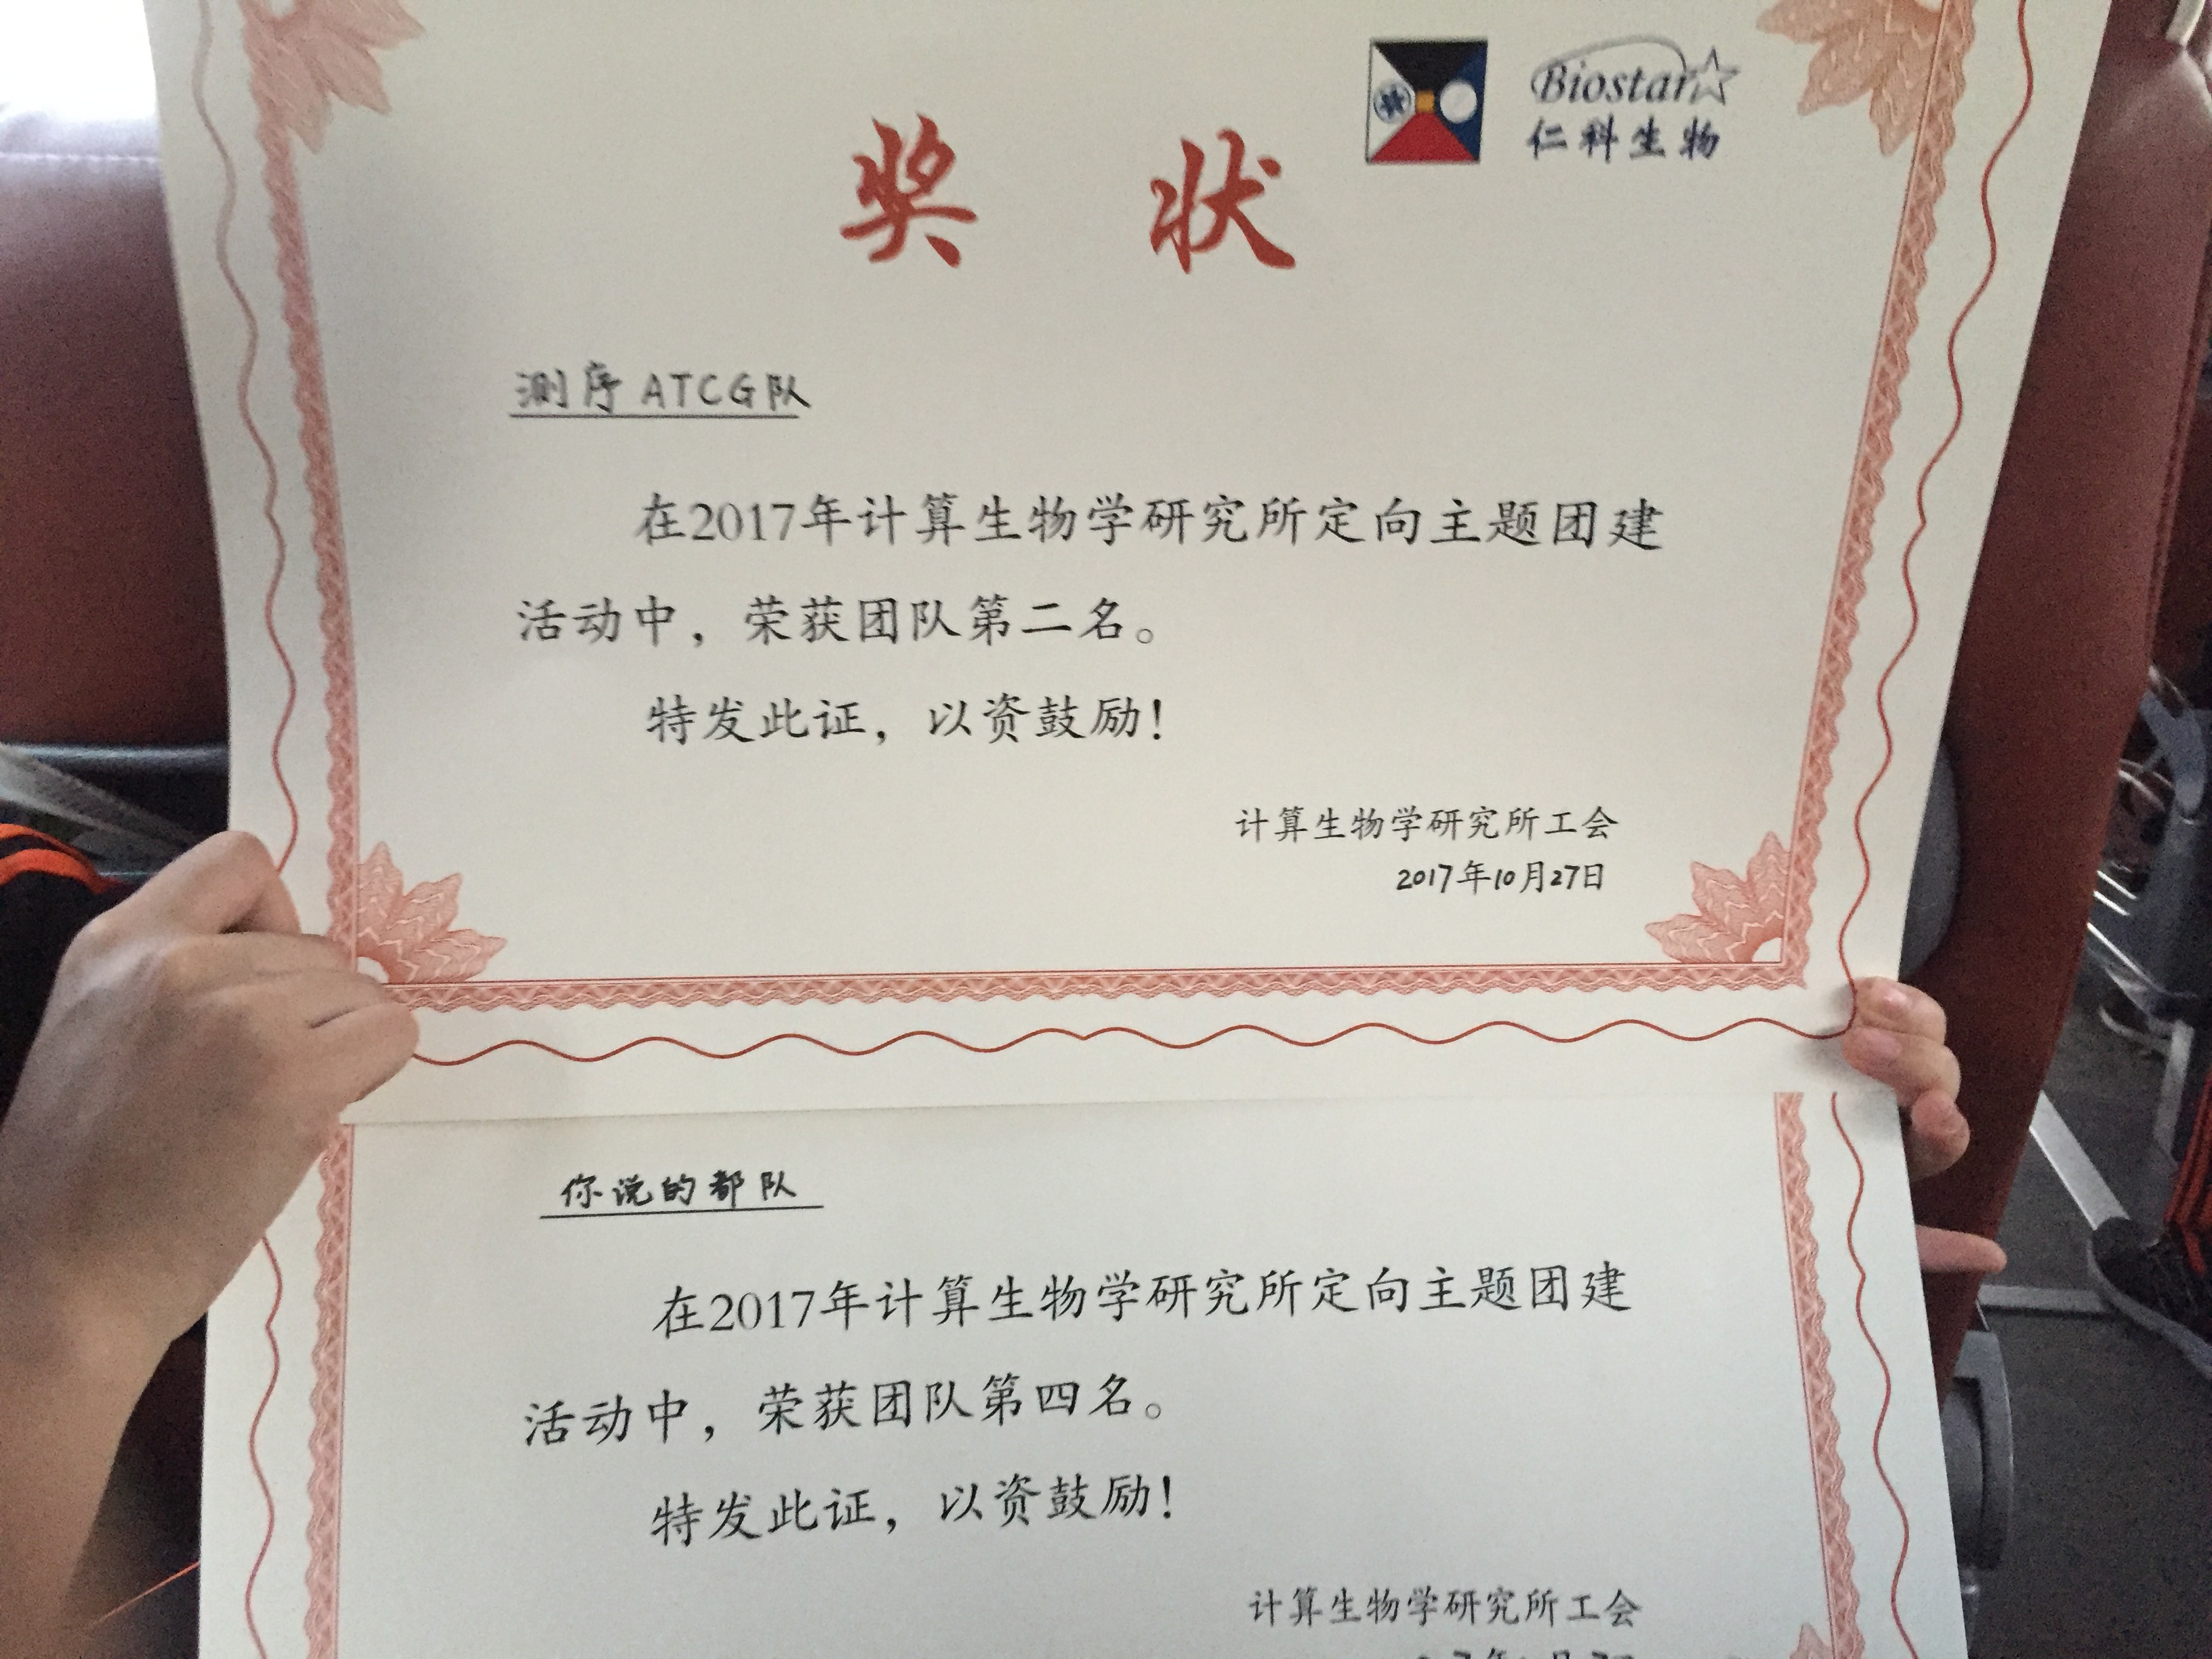 Biostar
仁科生物
奖 状
测序 ATCG队
在2017年计算生物学研究所定向主题团建
活动中，荣获团队第二名。
特发此证，以资鼓励！
计算生物学研究所工会
2017年10月27日
你说的都队
在2017年计算生物学研究所定向主题团建
活动中，荣获团队第四名。
特发此证，以资鼓励！
计算生物学研究所工会